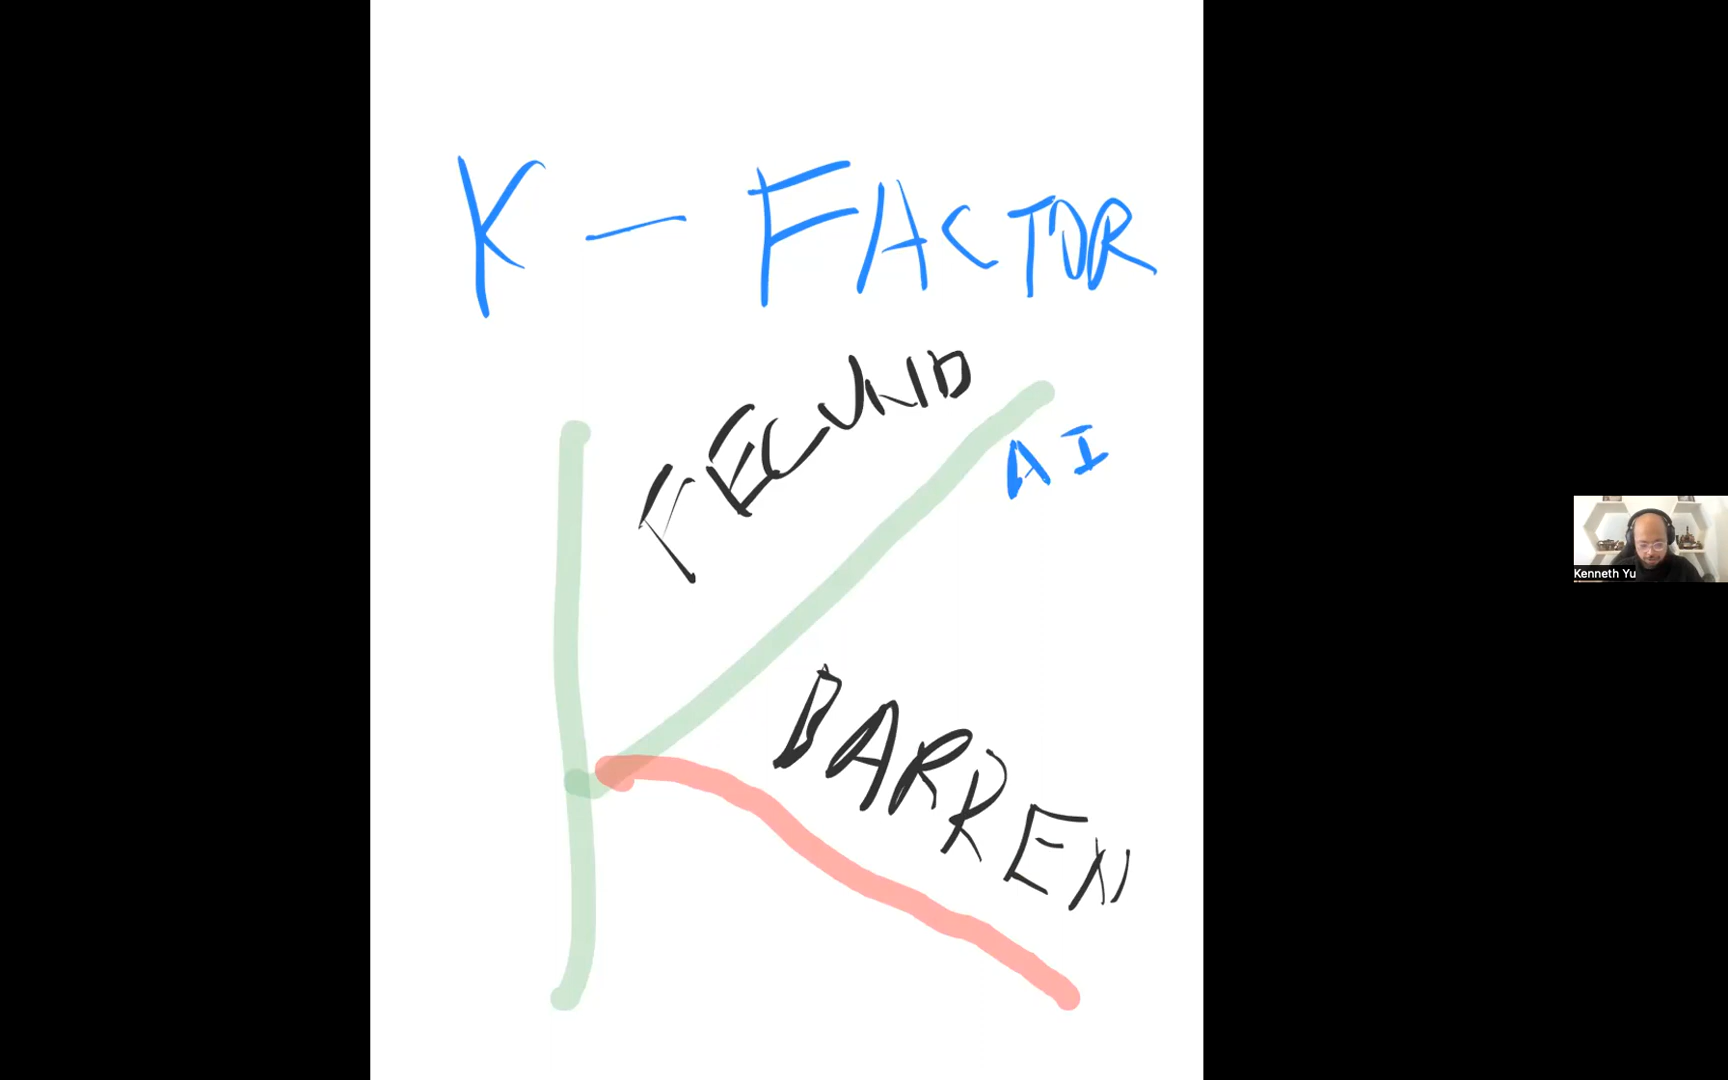 K - FACTOR
FECUND
AI
BARREN
Kenneth Yu